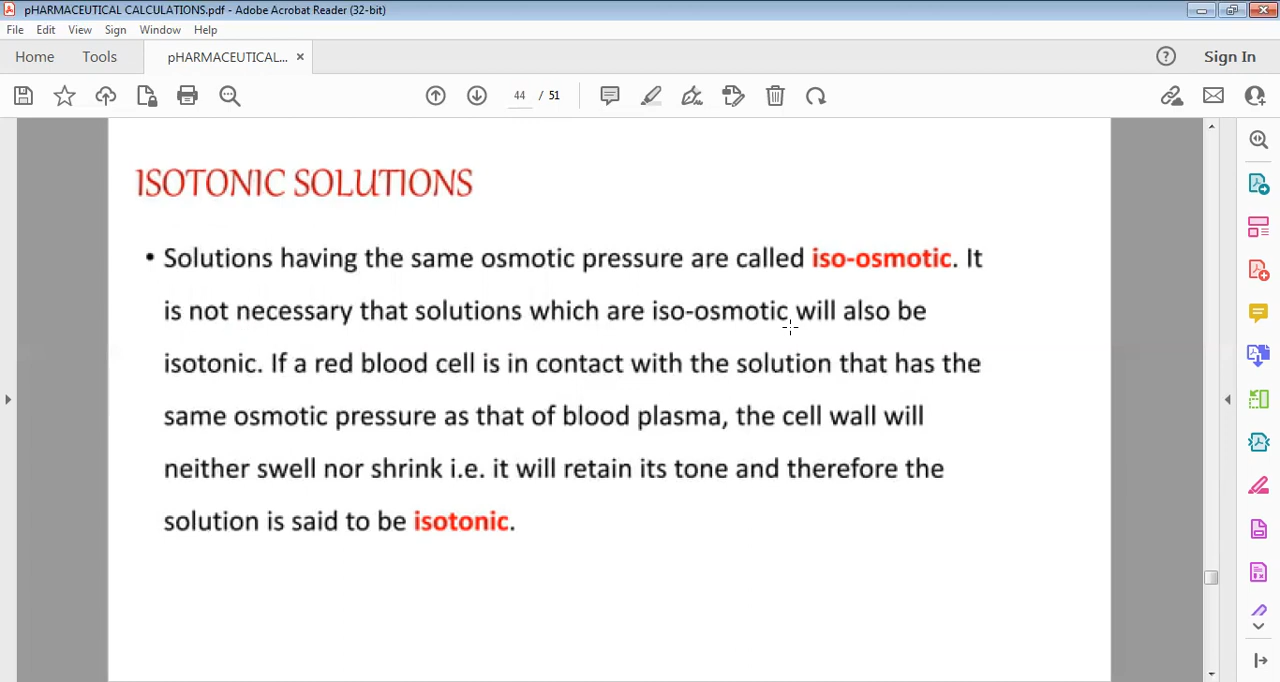 pHARMACEUTICAL CALCULATIONS.pdf - Adobe Acrobat Reader (32-bit)
File Edit View Sign Window Help
Home Tools pHARMACEUTICAL... × Sign In
44 / 51
ISOTONIC SOLUTIONS
• Solutions having the same osmotic pressure are called iso-osmotic. It
is not necessary that solutions which are iso-osmotic will also be
isotonic. If a red blood cell is in contact with the solution that has the
same osmotic pressure as that of blood plasma, the cell wall will
neither swell nor shrink i.e. it will retain its tone and therefore the
solution is said to be isotonic.